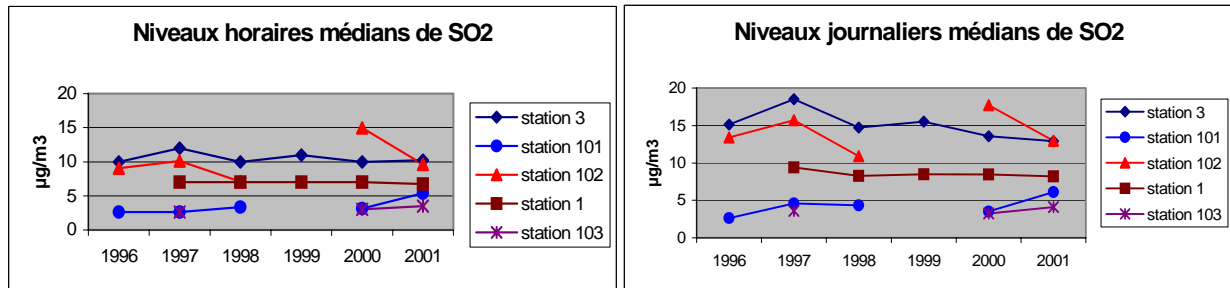 Niveaux horaires médians de SO2
µg/m3
20
15
10
5
0
1996 1997 1998 1999 2000 2001
station 3
station 101
station 102
station 1
station 103
Niveaux journaliers médians de SO2
µg/m3
20
15
10
5
0
1996 1997 1998 1999 2000 2001
station 3
station 101
station 102
station 1
station 103